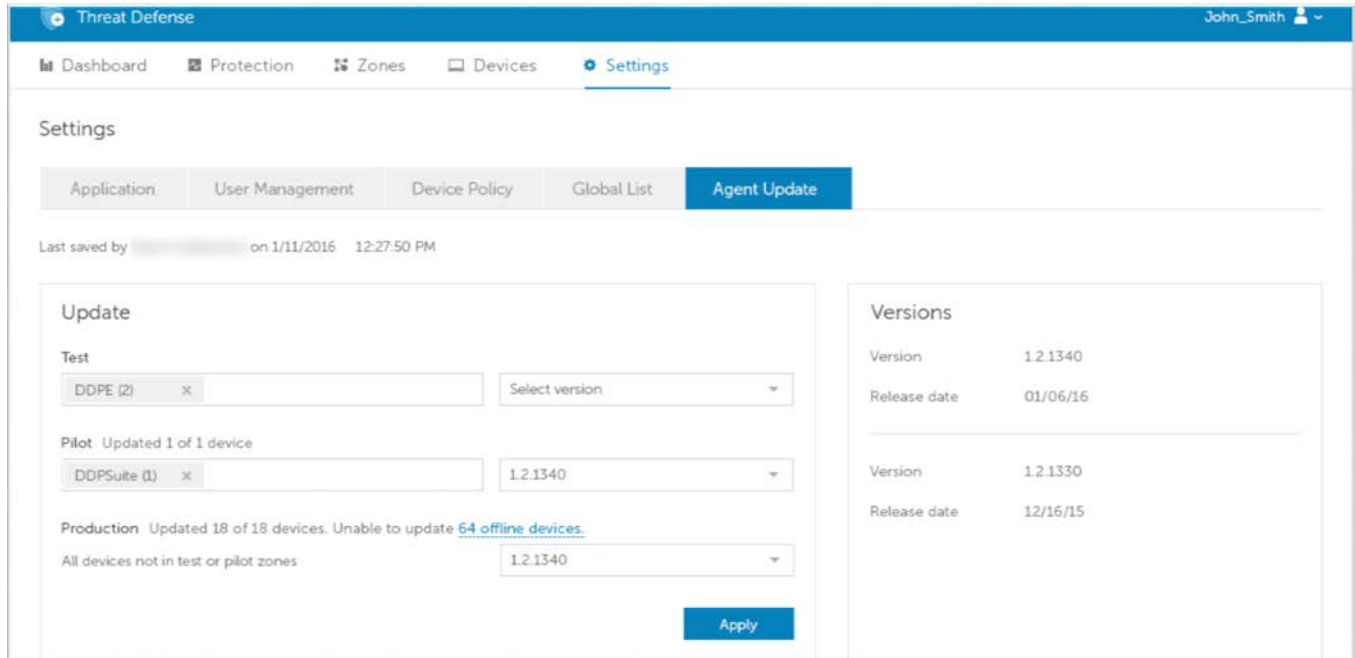 Threat Defense
John_Smith
Dashboard Protection Zones Devices Settings
Settings
Application User Management Device Policy Global List Agent Update
Last saved by on 1/11/2016 12:27:50 PM
Update
Test
DDPE (2) × Select version
Pilot Updated 1 of 1 device
DDPSuite (1) × 1.2.1340
Production Updated 18 of 18 devices. Unable to update 64 offline devices.
All devices not in test or pilot zones 1.2.1340
Apply
Versions
Version 1.2.1340
Release date 01/06/16
Version 1.2.1330
Release date 12/16/15